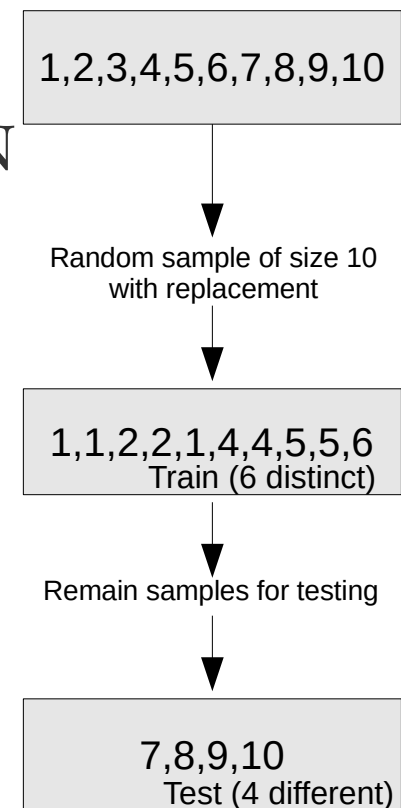 1,2,3,4,5,6,7,8,9,10
N
Random sample of size 10
with replacement
1,1,2,2,1,4,4,5,5,6
Train (6 distinct)
Remain samples for testing
7,8,9,10
Test (4 different)